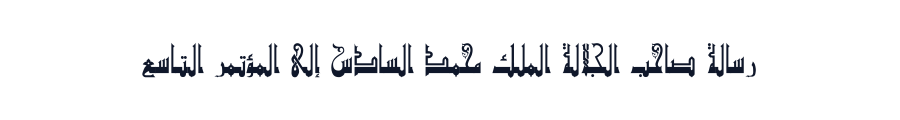 رسالة صاحب الجلالة الملك محمد السادس إلى المؤتمر التاسع